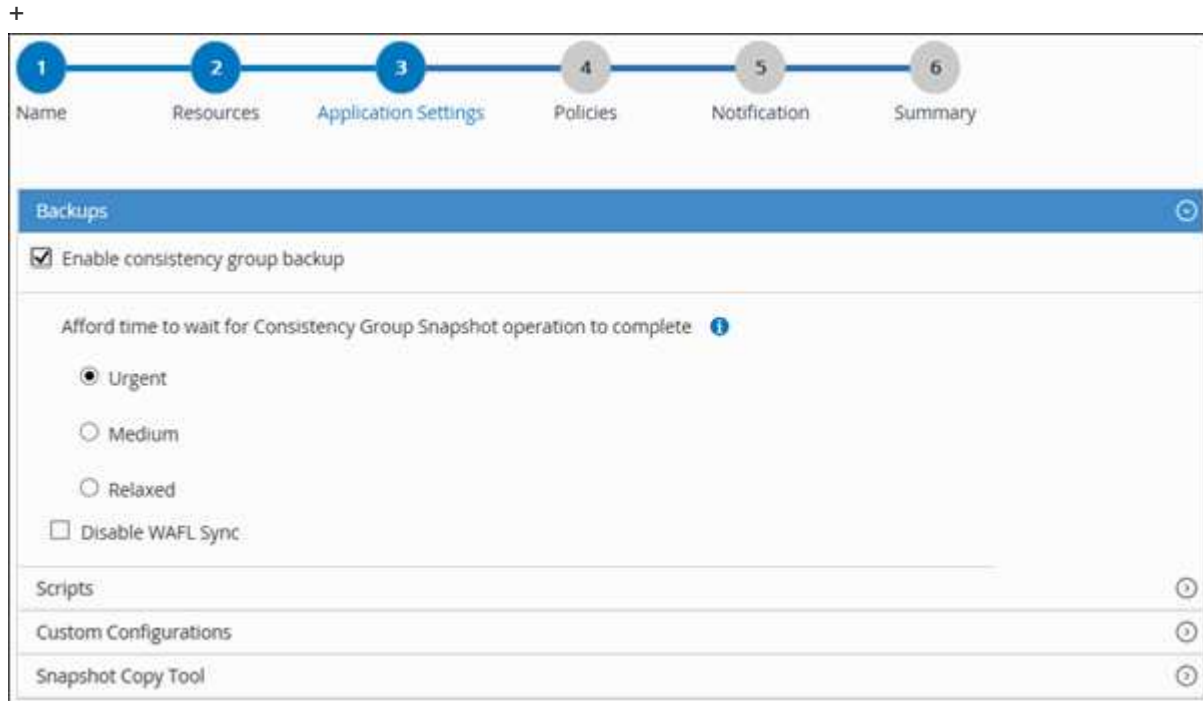 +
1 2 3 4 5 6
Name Resources Application Settings Policies Notification Summary
Backups
Enable consistency group backup
Afford time to wait for Consistency Group Snapshot operation to complete i
Urgent
Medium
Relaxed
Disable WAFL Sync
Scripts
Custom Configurations
Snapshot Copy Tool